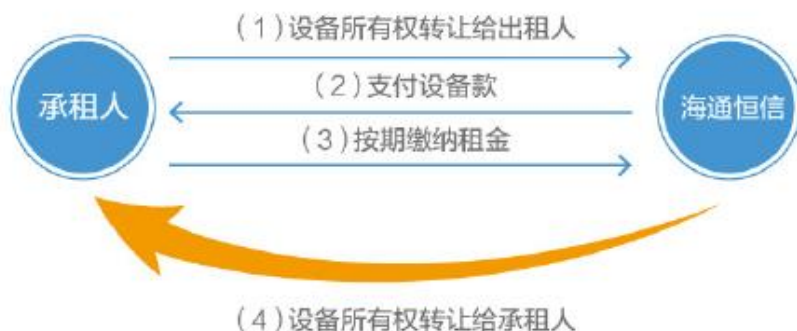 (1)设备所有权转让给出租人
承租人
(2)支付设备款
海通恒信
(3)按期缴纳租金
(4)设备所有权转让给承租人